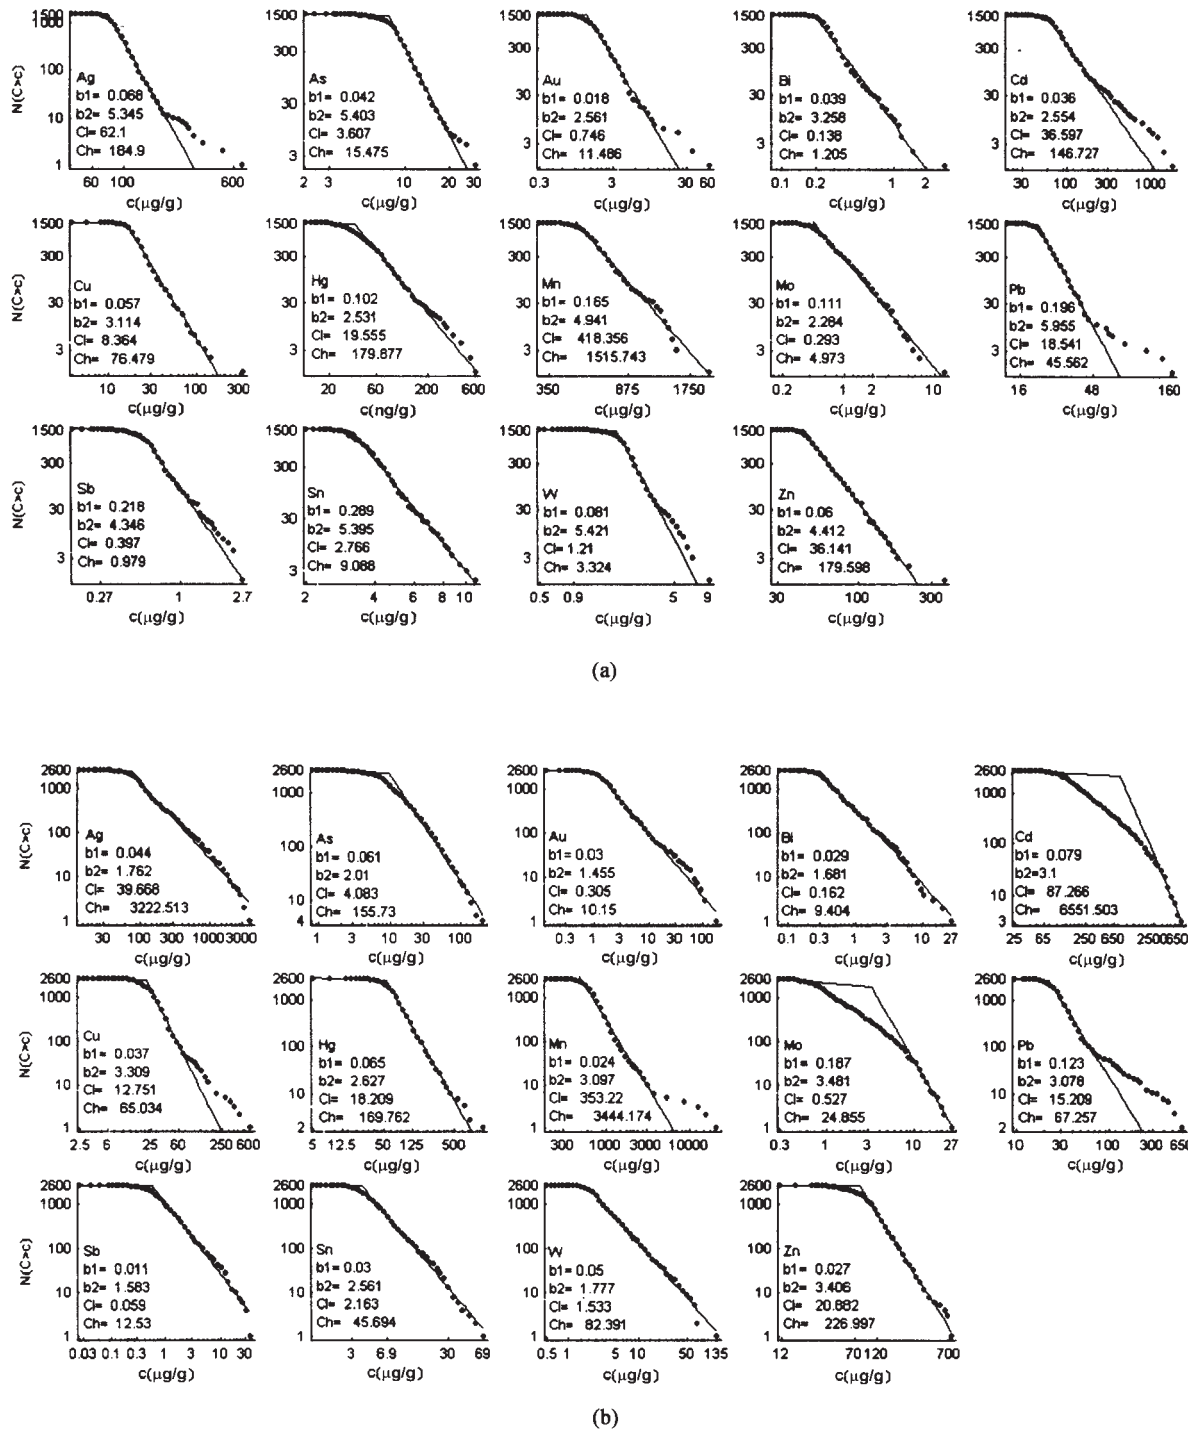 N(C>c)
1500
1000
100
10
1
Ag
b1= 0.068
b2= 5.345
Cl= 62.1
Ch= 184.9
60 100 600
c(μg/g)
1500
300
30
3
As
b1= 0.042
b2= 5.403
Cl= 3.607
Ch= 15.475
2 3 10 20 30
c(μg/g)
1500
300
30
3
Au
b1= 0.018
b2= 2.561
Cl= 0.746
Ch= 11.486
0.3 3 30 60
c(μg/g)
1500
300
30
3
Bi
b1= 0.039
b2= 3.258
Cl= 0.138
Ch= 1.205
0.1 0.2 1 2
c(μg/g)
1500
300
30
3
Cd
b1= 0.036
b2= 2.554
Cl= 36.597
Ch= 146.727
30 100 300 1000
c(μg/g)
N(C>c)
1500
300
30
3
Cu
b1= 0.057
b2= 3.114
Cl= 8.364
Ch= 76.479
10 30 100 300
c(μg/g)
1500
300
30
3
Hg
b1= 0.102
b2= 2.531
Cl= 19.555
Ch= 179.877
20 60 200 600
c(ng/g)
1500
300
30
3
Mn
b1= 0.165
b2= 4.941
Cl= 418.356
Ch= 1515.743
350 875 1750
c(μg/g)
1500
300
30
3
Mo
b1= 0.111
b2= 2.284
Cl= 0.293
Ch= 4.973
0.2 1 2 10
c(μg/g)
1500
300
30
3
Pb
b1= 0.196
b2= 5.955
Cl= 18.541
Ch= 45.562
16 48 160
c(μg/g)
N(C>c)
1500
300
30
3
Sb
b1= 0.218
b2= 4.346
Cl= 0.397
Ch= 0.979
0.27 1 2.7
c(μg/g)
1500
300
30
3
Sn
b1= 0.289
b2= 5.395
Cl= 2.766
Ch= 9.088
2 4 6 8 10
c(μg/g)
1500
300
30
3
W
b1= 0.081
b2= 5.421
Cl= 1.21
Ch= 3.324
0.5 0.9 5 9
c(μg/g)
1500
300
30
3
Zn
b1= 0.06
b2= 4.412
Cl= 36.141
Ch= 179.598
30 100 300
c(μg/g)
(a)
N(C>c)
2600
1000
100
10
1
Ag
b1= 0.044
b2= 1.762
Cl= 39.668
Ch= 3222.513
30 100 300 1000 3000
c(μg/g)
2600
1000
100
10
4
As
b1= 0.061
b2= 2.01
Cl= 4.083
Ch= 155.73
1 3 10 30 100
c(μg/g)
2600
1000
100
10
1
Au
b1= 0.03
b2= 1.455
Cl= 0.305
Ch= 10.15
0.3 1 3 10 30 100
c(μg/g)
2600
1000
100
10
1
Bi
b1= 0.029
b2= 1.681
Cl= 0.162
Ch= 9.404
0.1 0.3 1 3 10 27
c(μg/g)
2600
1000
100
10
3
Cd
b1= 0.079
b2=3.1
Cl= 87.266
Ch= 6551.503
25 65 250 650 2500 650
c(μg/g)
N(C>c)
2600
1000
100
10
1
Cu
b1= 0.037
b2= 3.309
Cl= 12.751
Ch= 65.034
2.5 6 25 60 250 600
c(μg/g)
2600
1000
100
10
2
Hg
b1= 0.065
b2= 2.627
Cl= 18.209
Ch= 169.762
5 12.5 50 125 500
c(μg/g)
2600
1000
100
10
1
Mn
b1= 0.024
b2= 3.097
Cl= 353.22
Ch= 3444.174
300 1000 3000 10000
c(μg/g)
2600
1000
100
10
1
Mo
b1= 0.187
b2= 3.481
Cl= 0.527
Ch= 24.855
0.3 1 3 10 27
c(μg/g)
2600
1000
100
10
2
Pb
b1= 0.123
b2= 3.078
Cl= 15.209
Ch= 67.257
10 30 100 300 650
c(μg/g)
N(C>c)
2600
1000
100
10
1
Sb
b1= 0.011
b2= 1.583
Cl= 0.059
Ch= 12.53
0.03 0.1 0.3 1 3 10 30
c(μg/g)
2600
1000
100
10
1
Sn
b1= 0.03
b2= 2.561
Cl= 2.163
Ch= 45.694
3 6.9 30 69
c(μg/g)
2600
1000
100
10
1
W
b1= 0.05
b2= 1.777
Cl= 1.533
Ch= 82.391
0.5 1 5 10 50 135
c(μg/g)
2600
1000
100
10
1
Zn
b1= 0.027
b2= 3.406
Cl= 20.882
Ch= 226.997
12 70 120 700
c(μg/g)
(b)